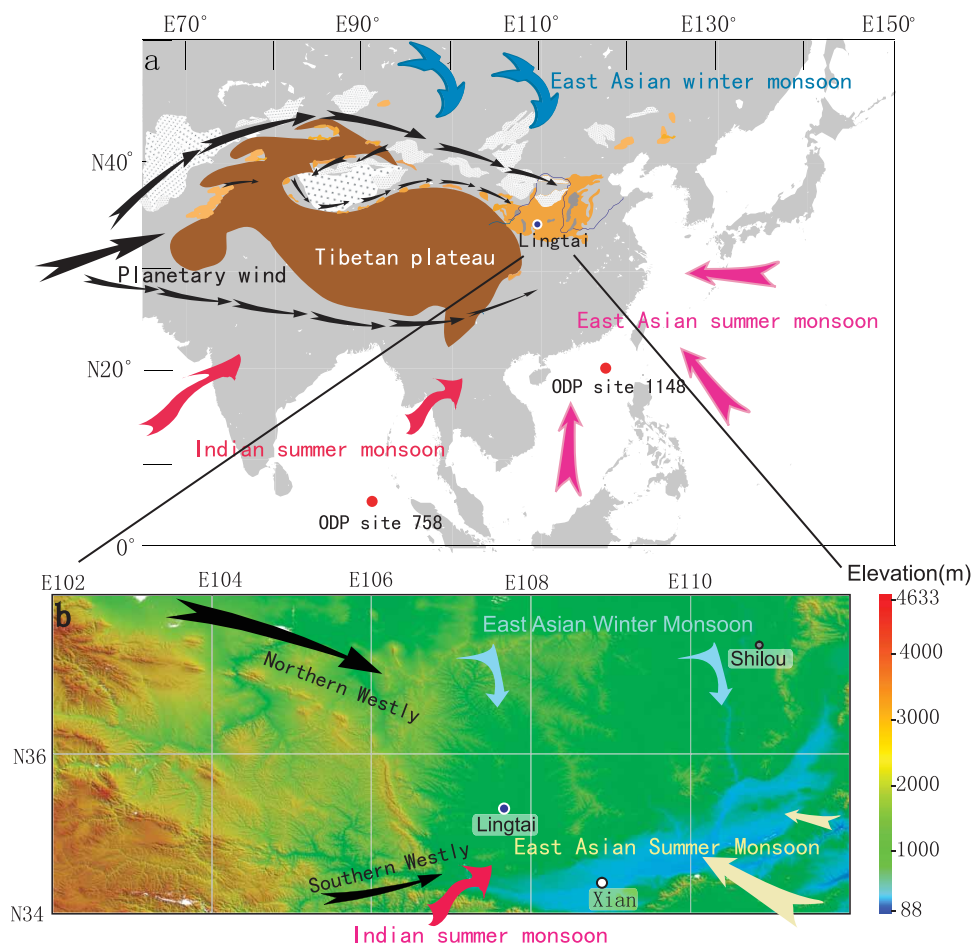 E70° E90° E110° E130° E150°
a
East Asian winter monsoon
N40°
Lingtai
Tibetan plateau
Planetary wind
East Asian summer monsoon
N20°
ODP site 1148
Indian summer monsoon
ODP site 758
0°
E102 E104 E106 E108 E110
Elevation(m)
b
4633
East Asian Winter Monsoon
Shilou
4000
Northern Westly
3000
N36
2000
Lingtai
1000
East Asian Summer Monsoon
Southern Westly
Xian
88
N34
Indian summer monsoon